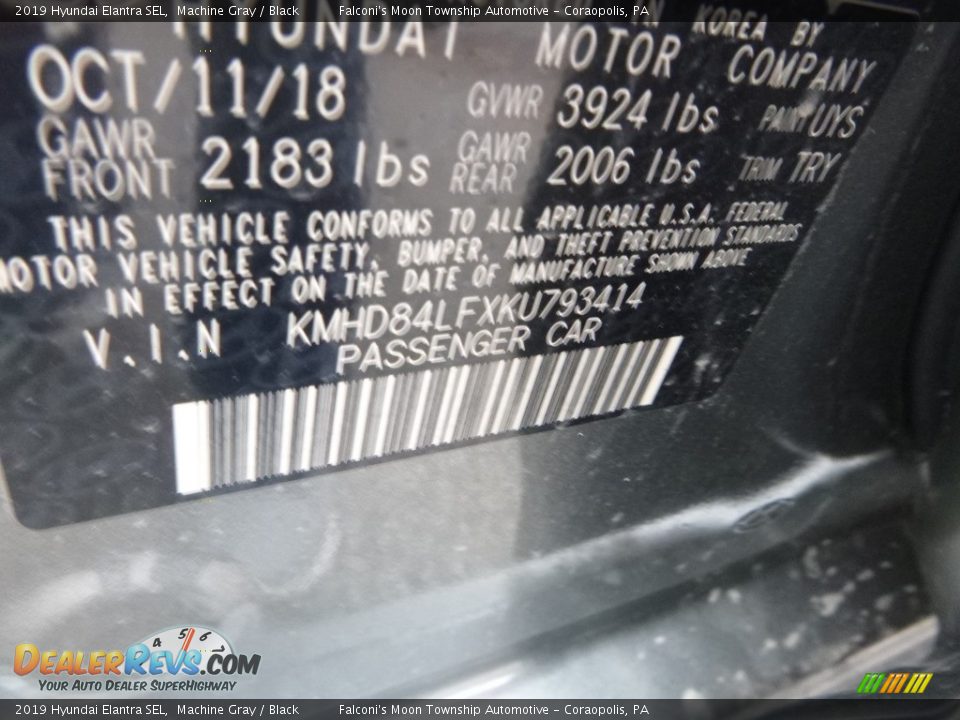 2019 Hyundai Elantra SEL, Machine Gray / Black Falconi's Moon Township Automotive - Coraopolis, PA
HYUNDAI MOTOR COMPANY KOREA BY
OCT/11/18 GVWR 3924 lbs PAINT UYS
GAWR FRONT 2183 lbs GAWR REAR 2006 lbs TRIM TRY
THIS VEHICLE CONFORMS TO ALL APPLICABLE U.S.A. FEDERAL
MOTOR VEHICLE SAFETY, BUMPER, AND THEFT PREVENTION STANDARDS
IN EFFECT ON THE DATE OF MANUFACTURE SHOWN ABOVE
V.I.N KMHD84LFXKU793414
PASSENGER CAR
4 5 6
DEALERREVS.COM
YOUR AUTO DEALER SUPERHIGHWAY
2019 Hyundai Elantra SEL, Machine Gray / Black Falconi's Moon Township Automotive - Coraopolis, PA